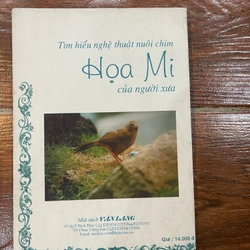 Tìm hiểu nghệ thuật nuôi chim
Họa Mi
của người xưa
Nhà sách VĂN LANG
Giá : 14.000 đ